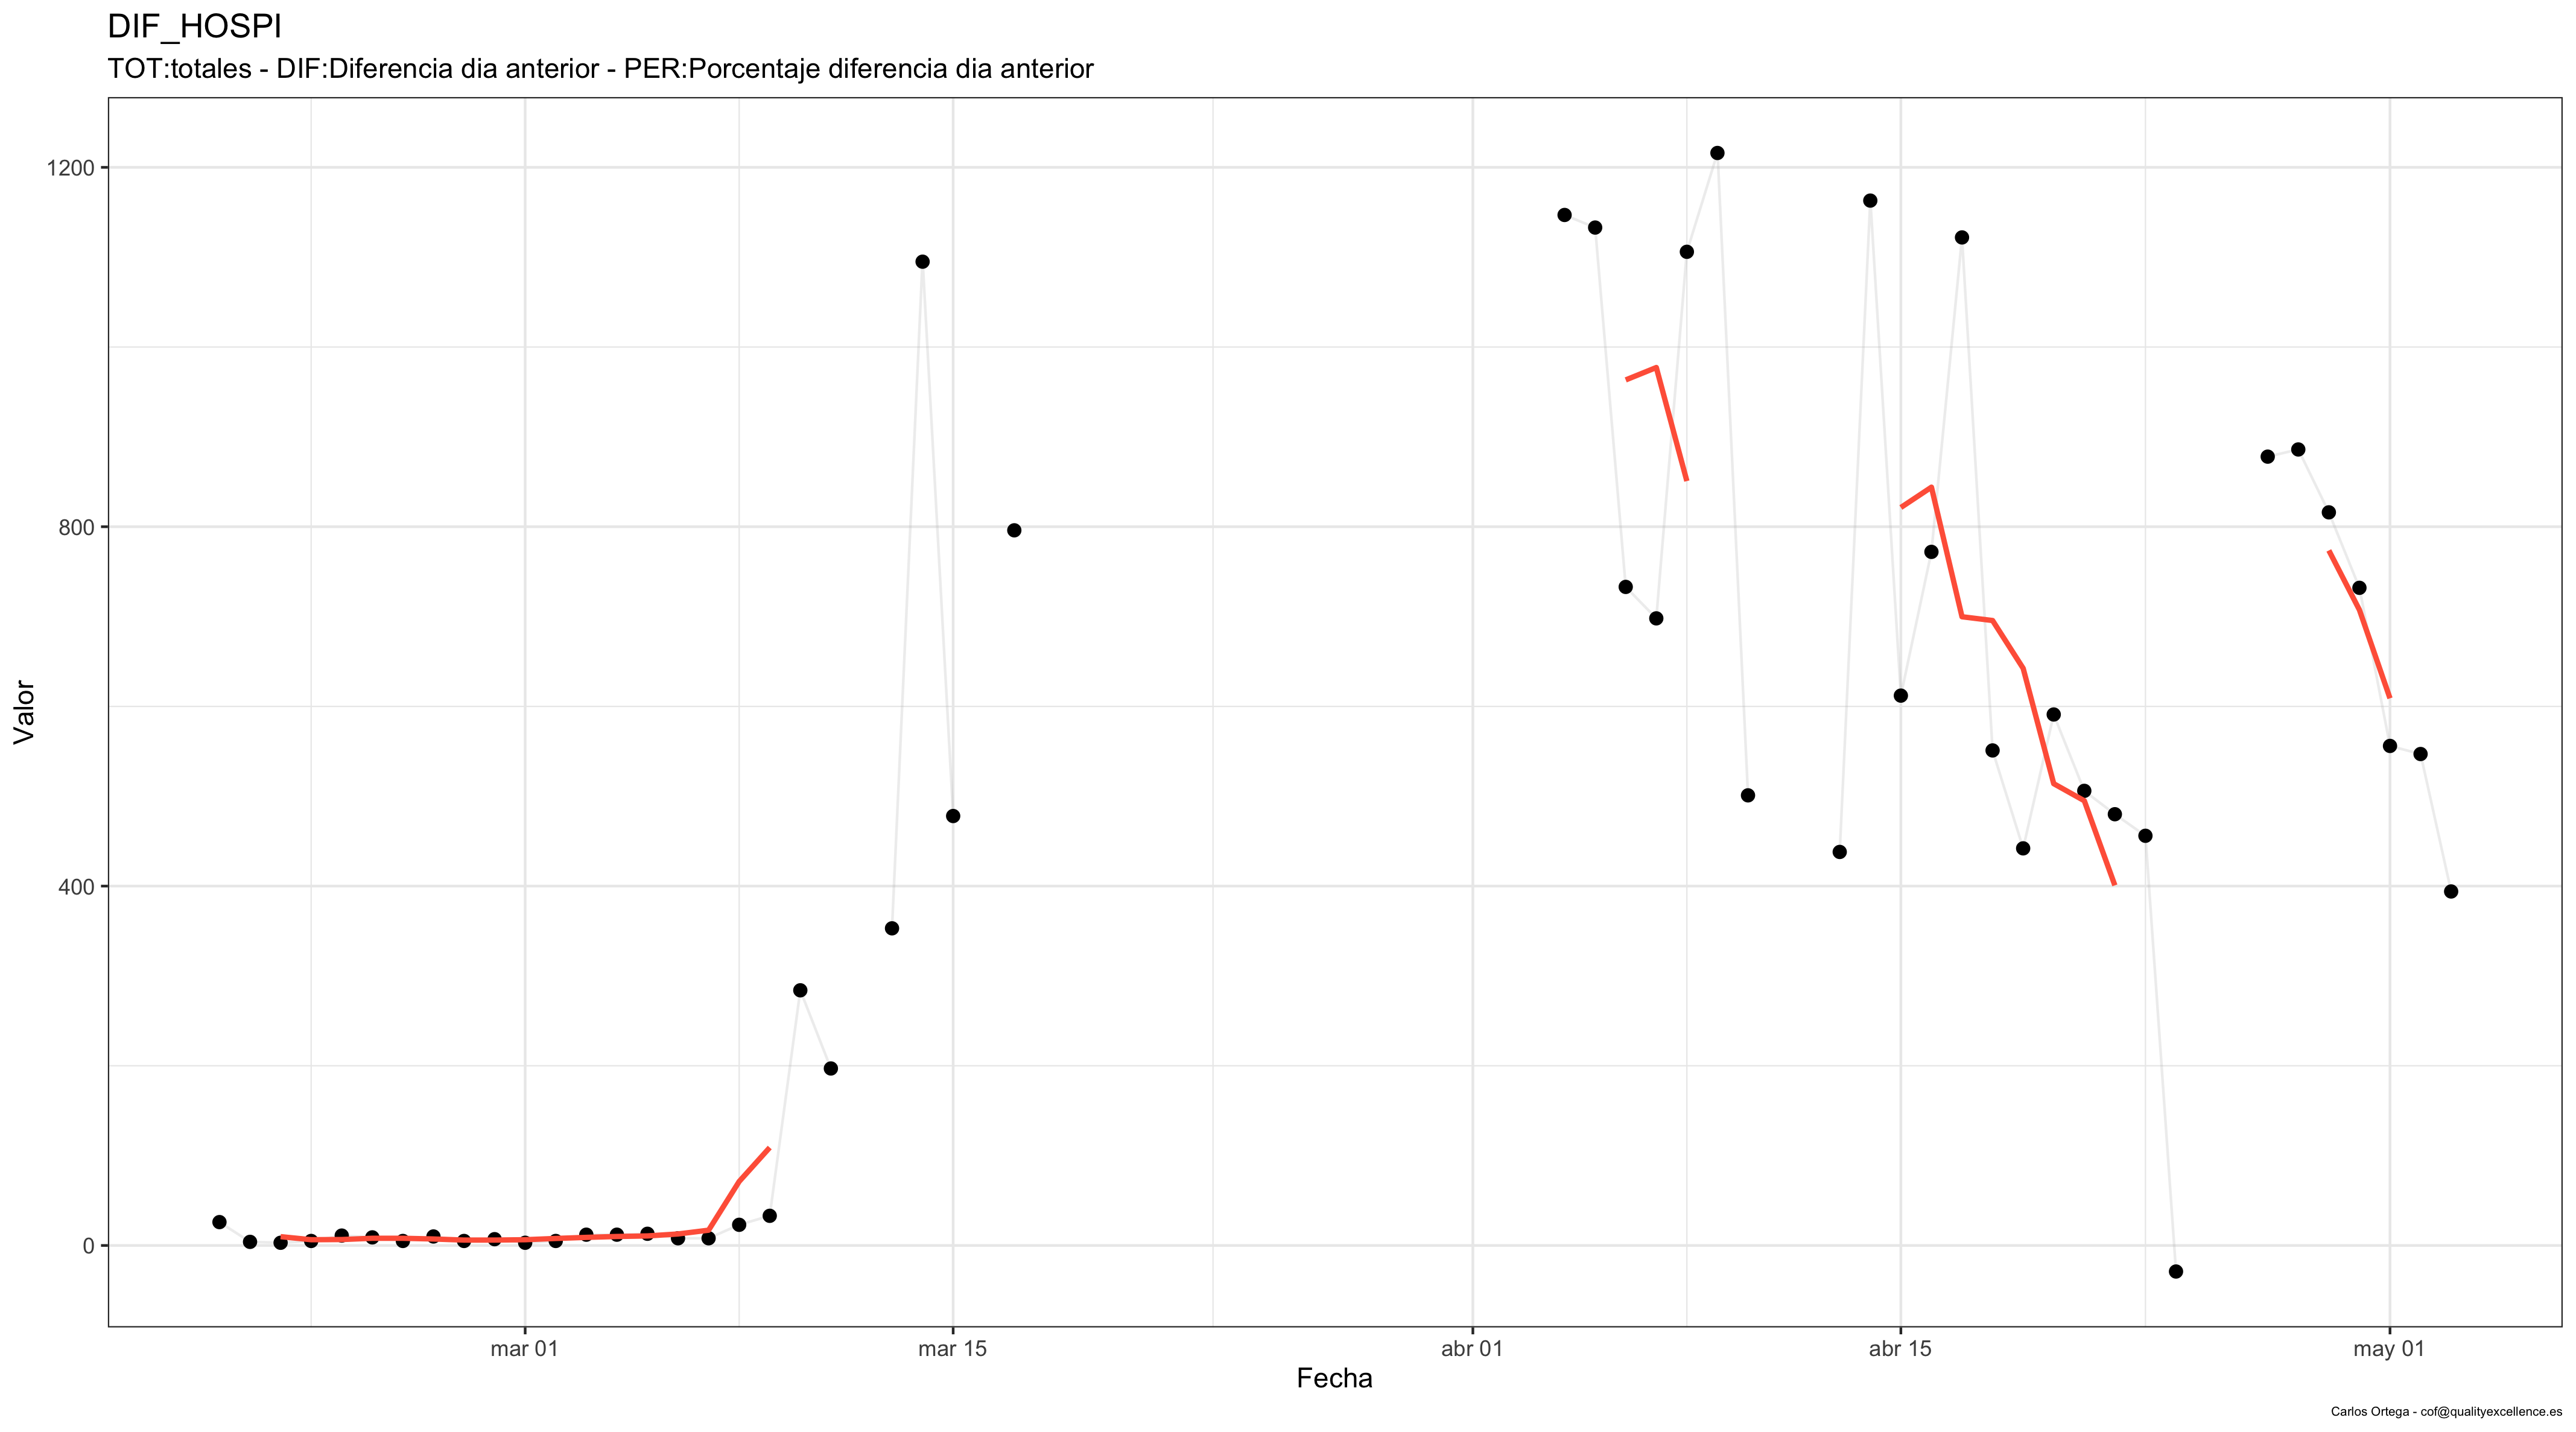 DIF_HOSPI
TOT:totales - DIF:Diferencia dia anterior - PER:Porcentaje diferencia dia anterior
1200
800
400
0
Valor
mar 01
mar 15
abr 01
abr 15
may 01
Fecha
Carlos Ortega - cof@qualityexcellence.es